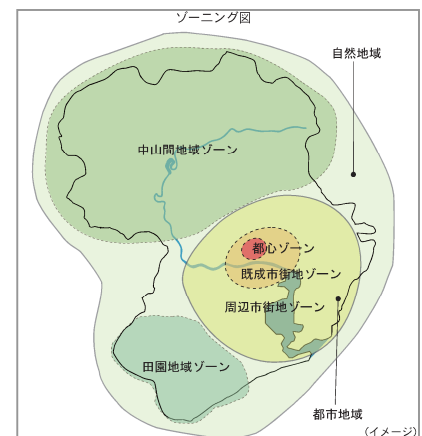 ゾーニング図
自然地域
中山間地域ゾーン
都心ゾーン
既成市街地ゾーン
周辺市街地ゾーン
田園地域ゾーン
都市地域
（イメージ）